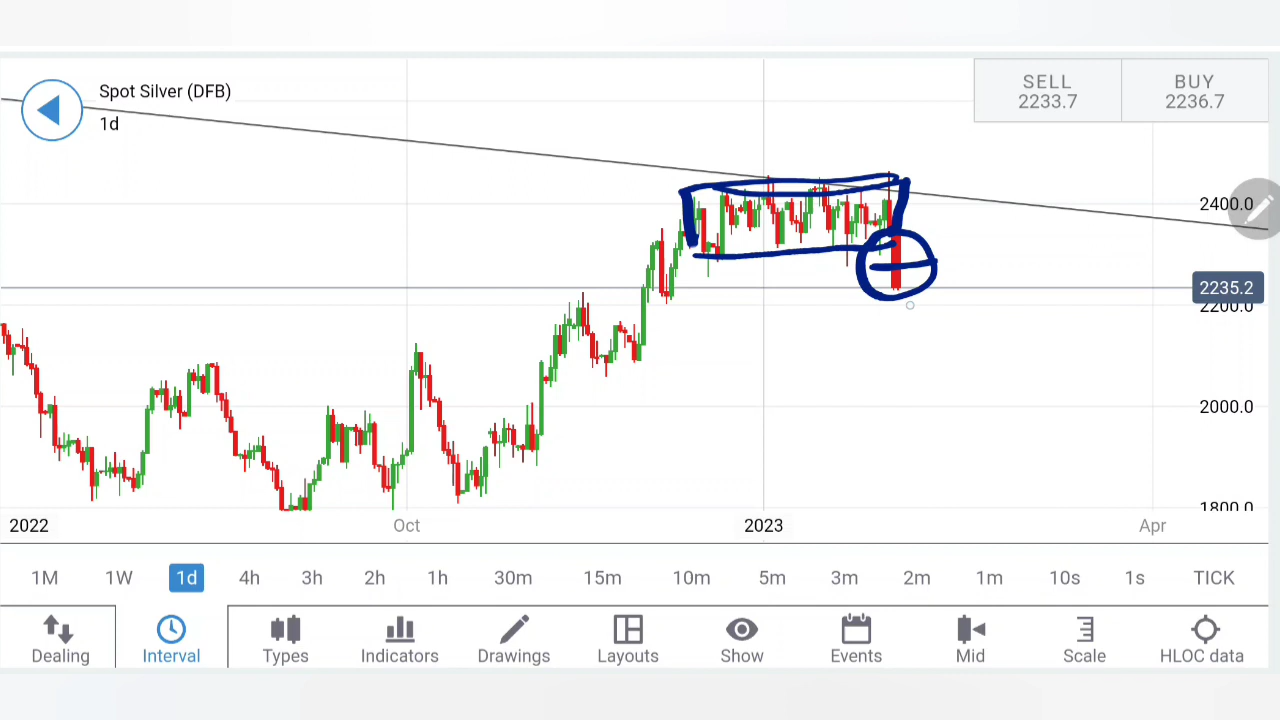 Spot Silver (DFB)
1d
SELL
2233.7
BUY
2236.7
2400.0
2235.2
2200.0
2000.0
1800.0
2022
Oct
2023
Apr
1M 1W 1d 4h 3h 2h 1h 30m 15m 10m 5m 3m 2m 1m 10s 1s TICK
Dealing Interval Types Indicators Drawings Layouts Show Events Mid Scale HLOC data